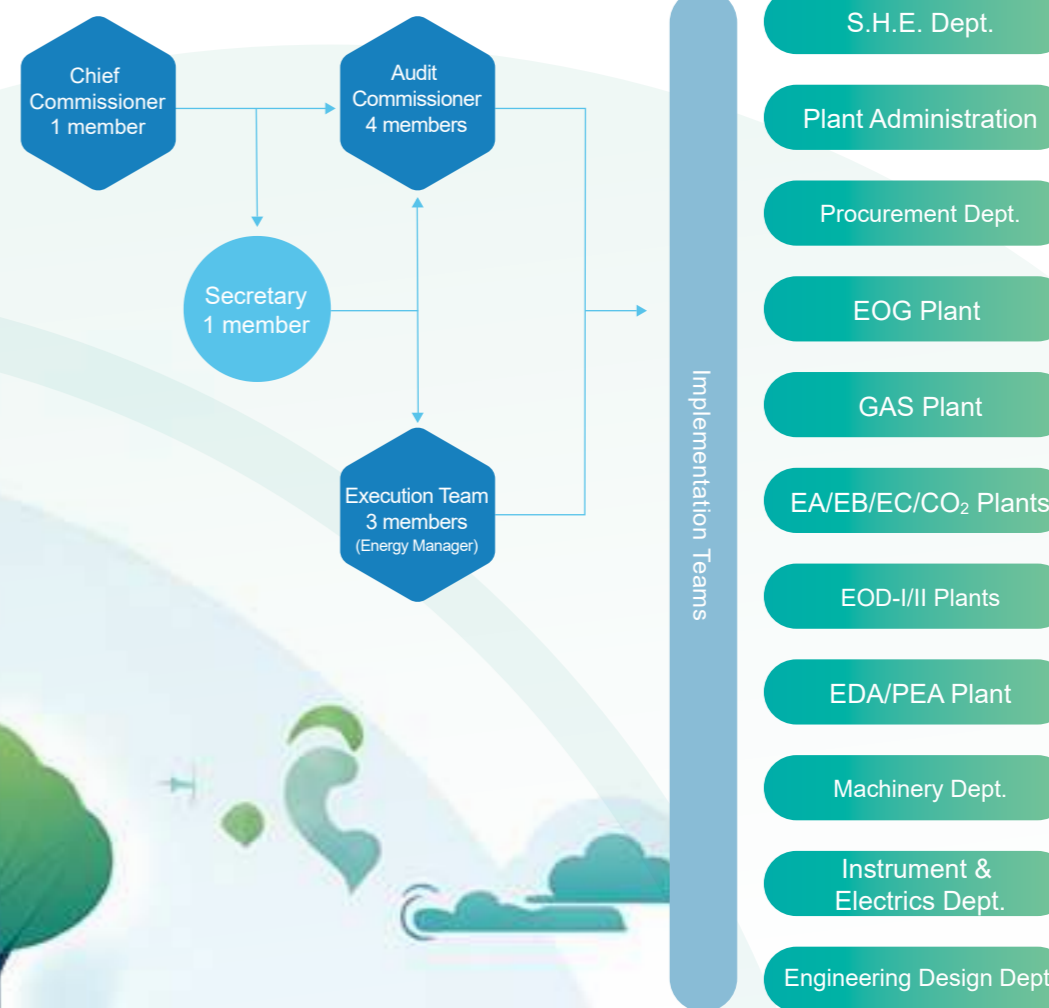 Chief
Commissioner
1 member
Audit
Commissioner
4 members
Secretary
1 member
Execution Team
3 members
(Energy Manager)
Implementation Teams
S.H.E. Dept.
Plant Administration
Procurement Dept.
EOG Plant
GAS Plant
EA/EB/EC/CO₂ Plants
EOD-I/II Plants
EDA/PEA Plant
Machinery Dept.
Instrument &
Electrics Dept.
Engineering Design Dept